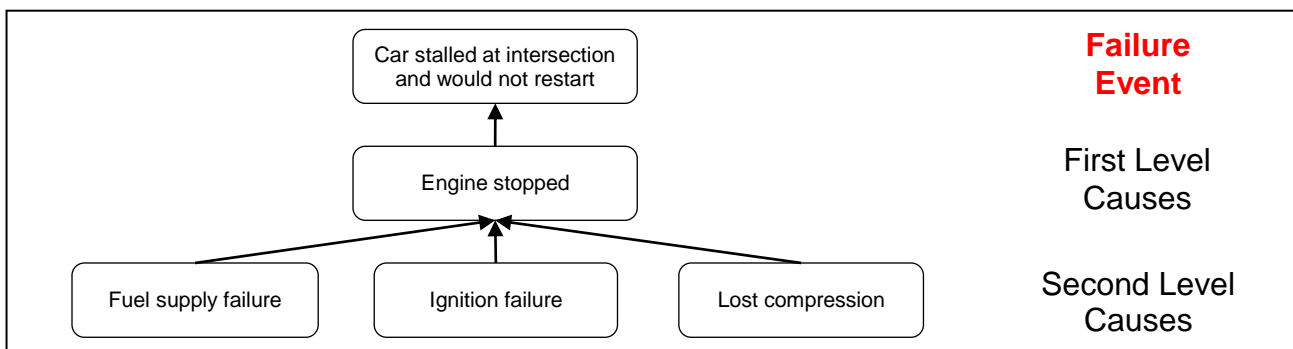 Car stalled at intersection
and would not restart
Failure
Event
Engine stopped
First Level
Causes
Fuel supply failure
Ignition failure
Lost compression
Second Level
Causes